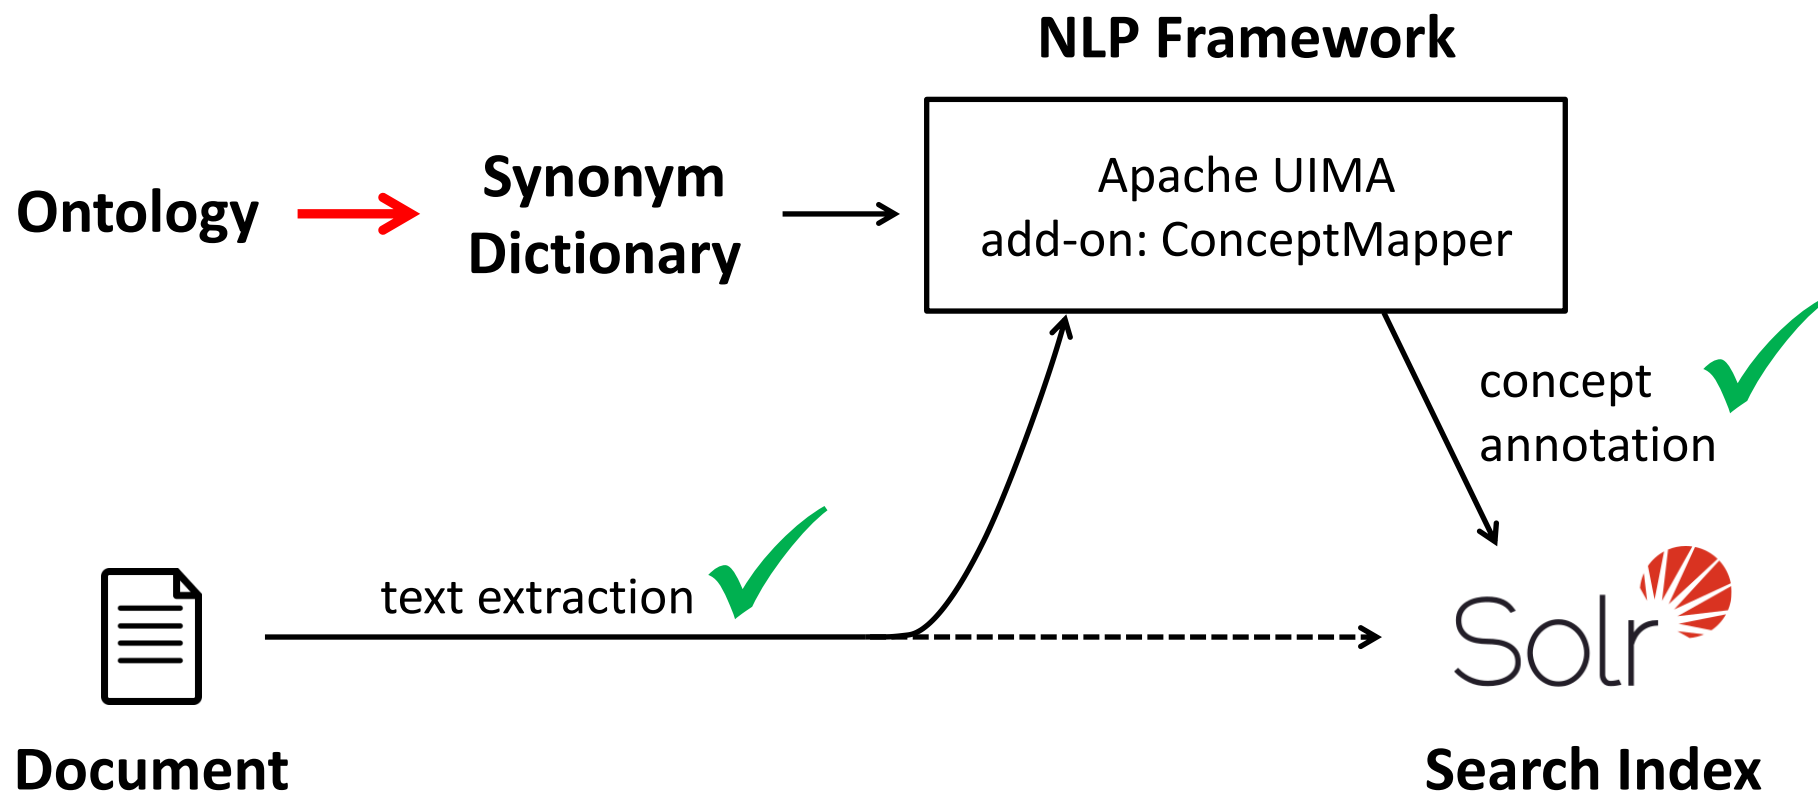 NLP Framework
Apache UIMA
add-on: ConceptMapper
Ontology
Synonym
Dictionary
concept
annotation
text extraction
Solr
Document
Search Index